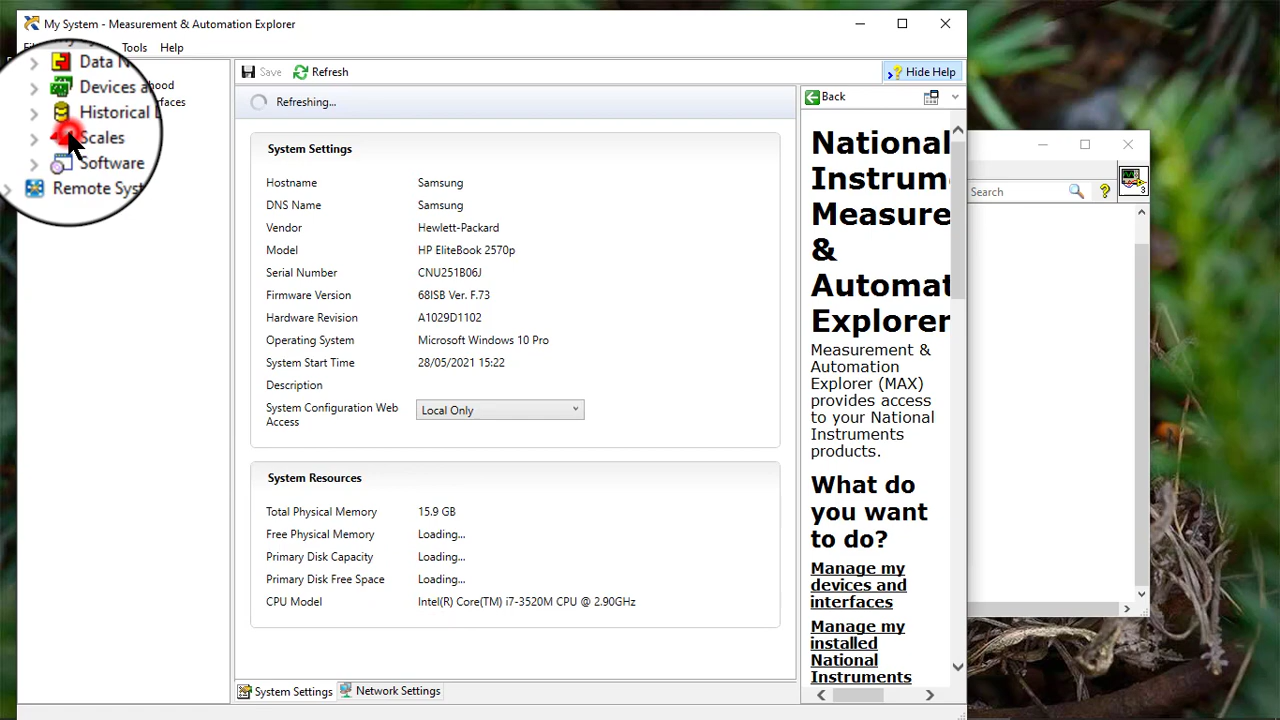 My System - Measurement & Automation Explorer
Tools Help
Data
Devices a
Historical
Scales
Software
Remote Syst
Save Refresh
Hide Help
Refreshing...
Back
System Settings
Hostname Samsung
DNS Name Samsung
Vendor Hewlett-Packard
Model HP EliteBook 2570p
Serial Number CNU251B06J
Firmware Version 68ISB Ver. F.73
Hardware Revision A1029D1102
Operating System Microsoft Windows 10 Pro
System Start Time 28/05/2021 15:22
Description
System Configuration Web
Access
Local Only
System Resources
Total Physical Memory 15.9 GB
Free Physical Memory Loading...
Primary Disk Capacity Loading...
Primary Disk Free Space Loading...
CPU Model Intel(R) Core(TM) i7-3520M CPU @ 2.90GHz
System Settings Network Settings
National
Instrum
Measure
&
Automat
Explorer
Measurement &
Automation
Explorer (MAX)
provides access
to your National
Instruments
products.
What do
you want
to do?
Manage my
devices and
interfaces
Manage my
installed
National
Instruments
Search
3